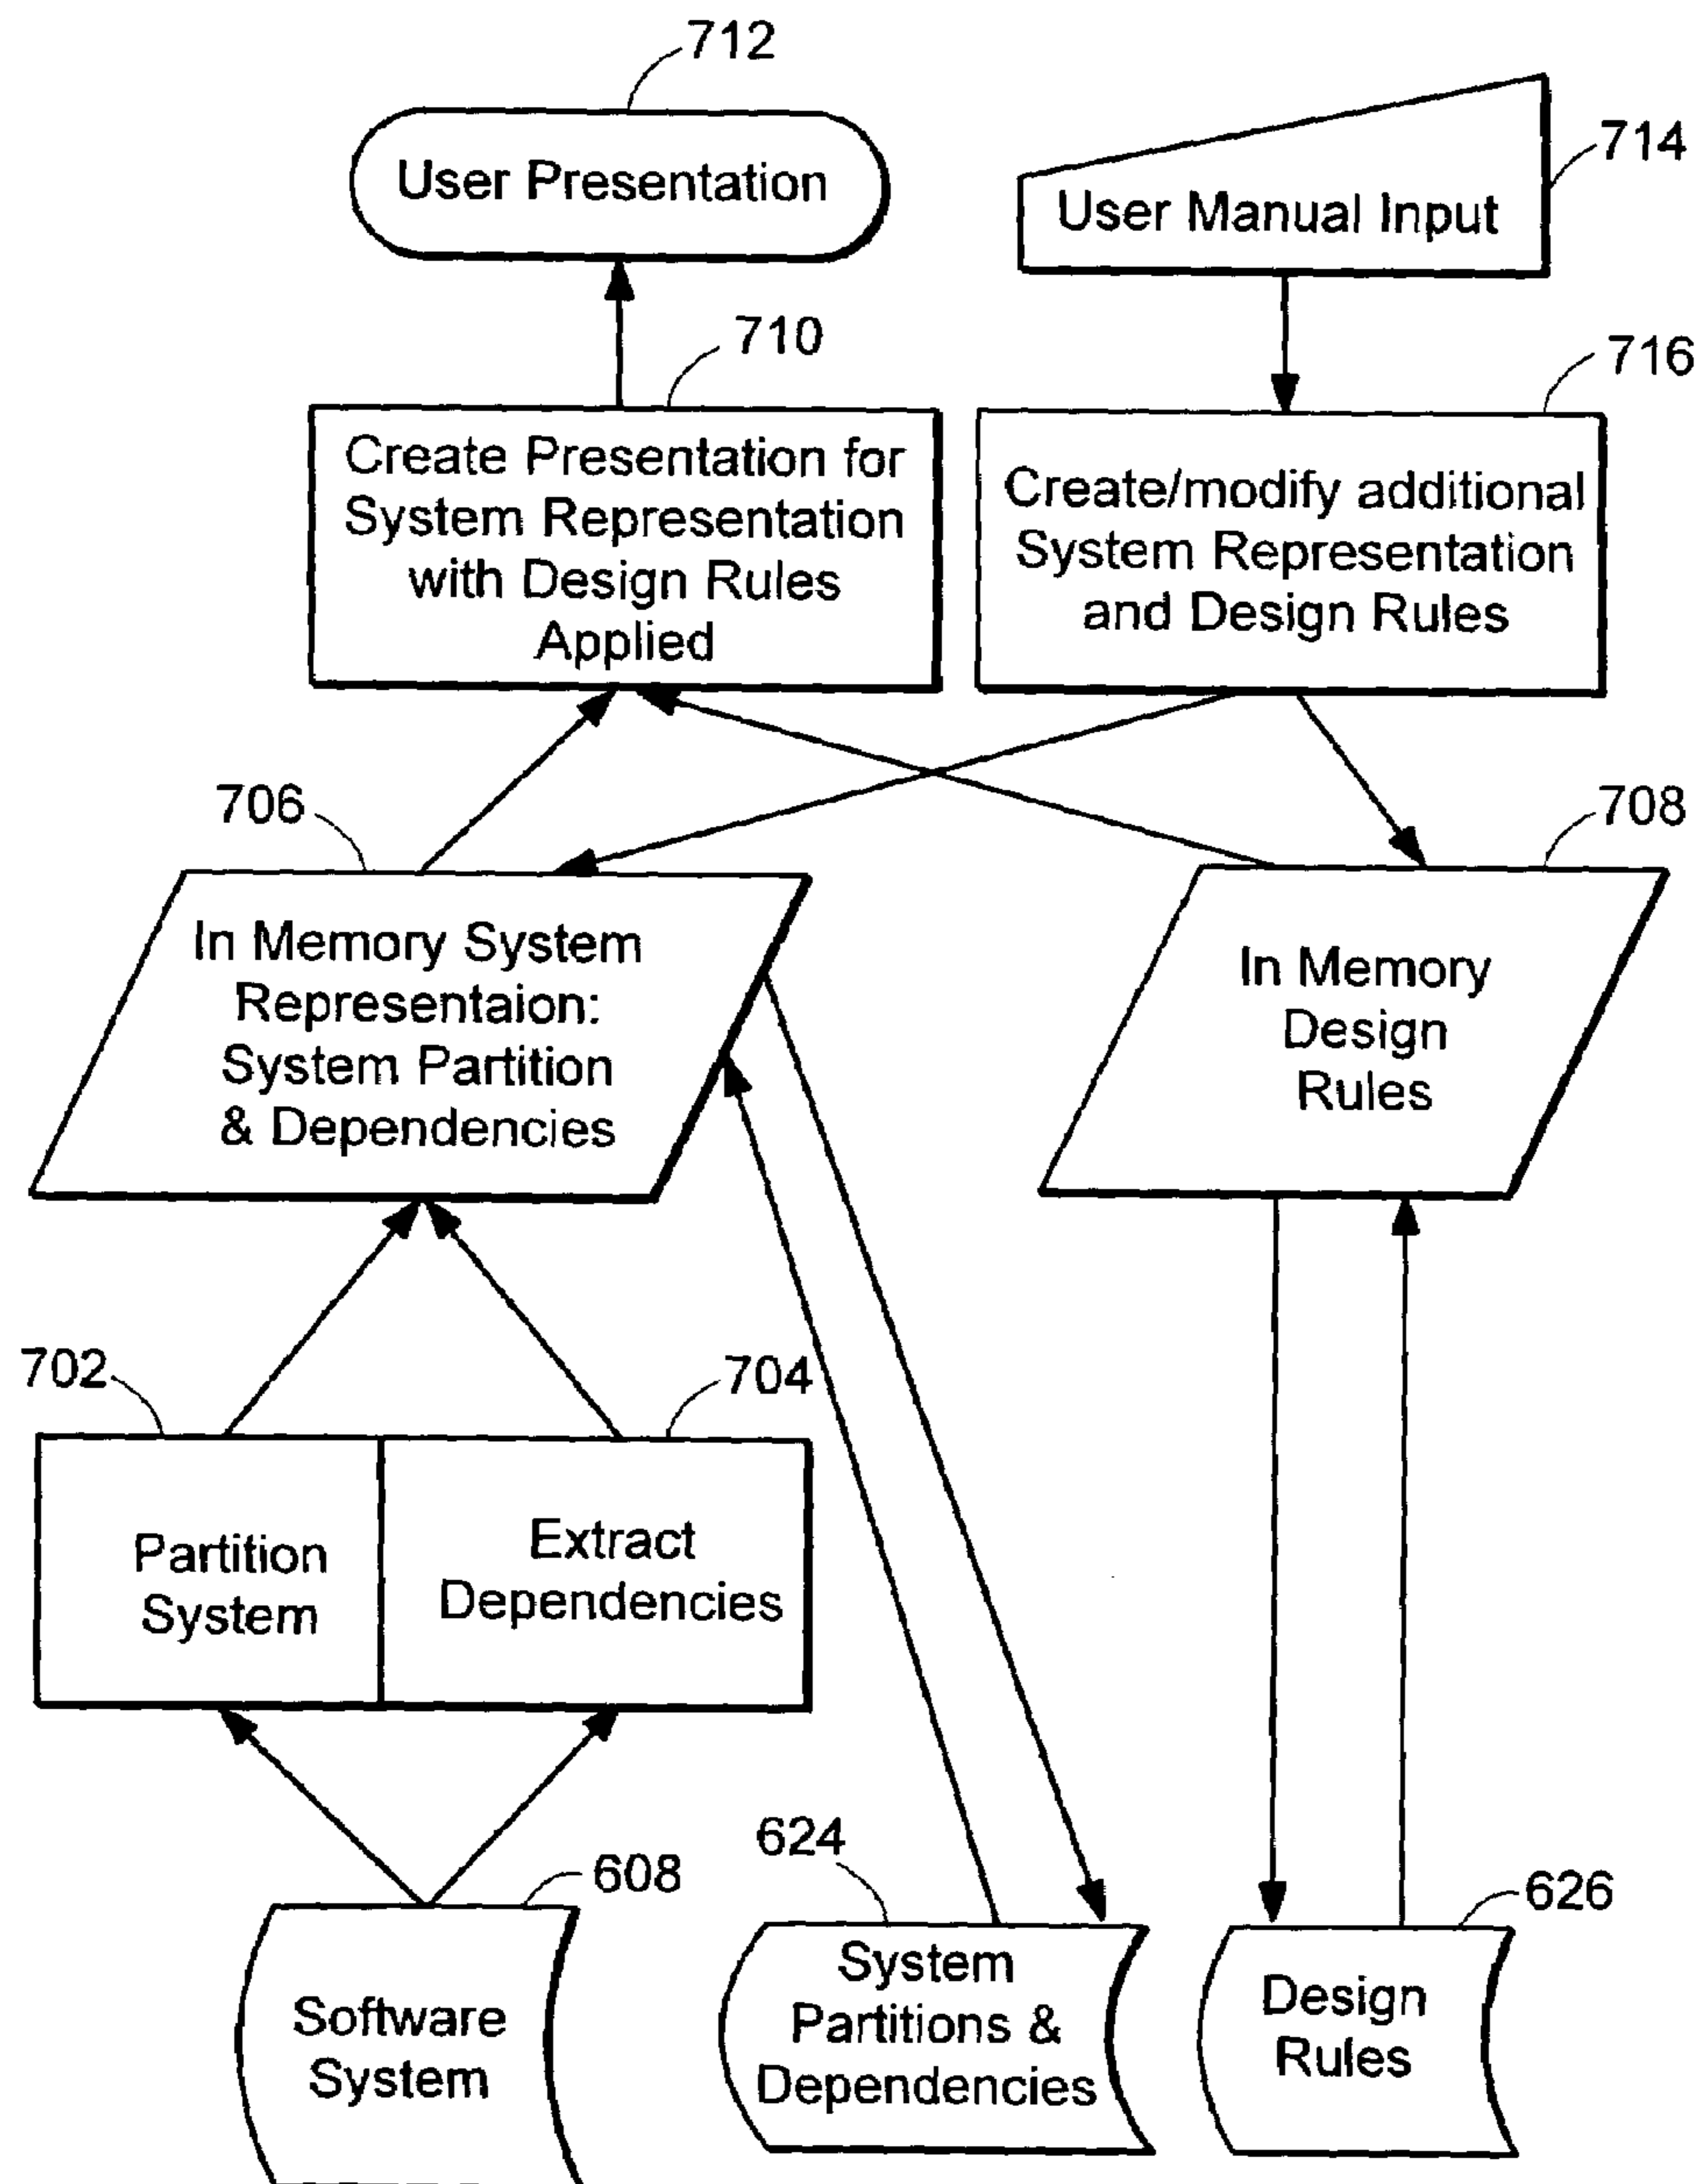 712
User Presentation
714
User Manual Input
710
716
Create Presentation for
System Representation
with Design Rules
Applied
Create/modify additional
System Representation
and Design Rules
706
708
In Memory System
Representaion:
System Partition
& Dependencies
In Memory
Design
Rules
702
704
Partition
System
Extract
Dependencies
608
624
626
Software
System
System
Partitions &
Dependencies
Design
Rules